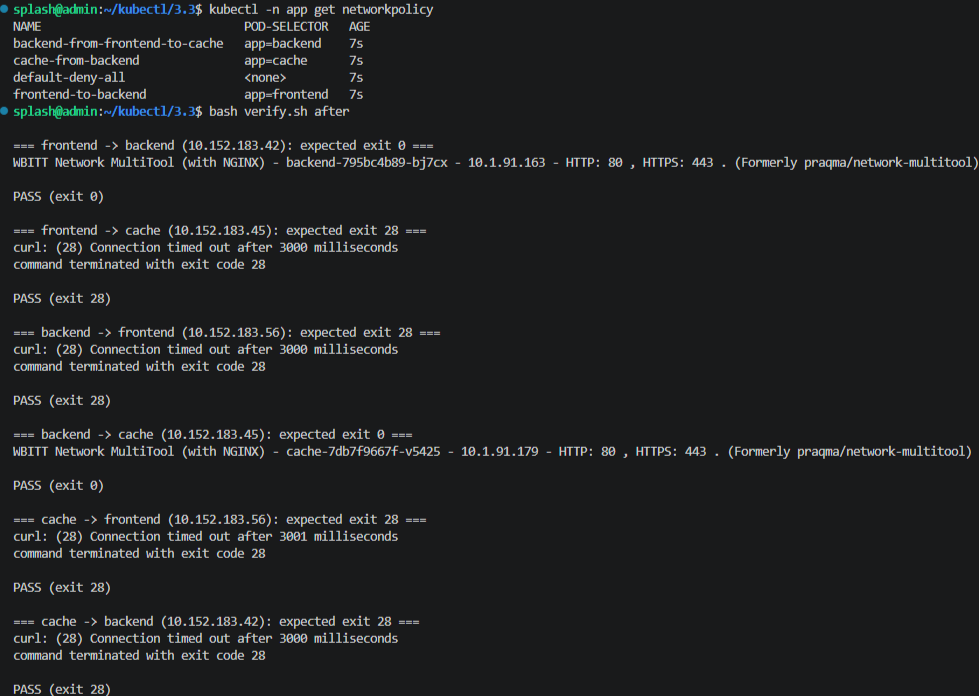 splash@admin:~/kubectl/3.3$ kubectl -n app get networkpolicy
NAME POD-SELECTOR AGE
backend-from-frontend-to-cache app=backend 7s
cache-from-backend app=cache 7s
default-deny-all <none> 7s
frontend-to-backend app=frontend 7s
splash@admin:~/kubectl/3.3$ bash verify.sh after
=== frontend -> backend (10.152.183.42): expected exit 0 ===
WBITT Network MultiTool (with NGINX) - backend-795bc4b89-bj7cx - 10.1.91.163 - HTTP: 80 , HTTPS: 443 . (Formerly praqma/network-multitool)
PASS (exit 0)
=== frontend -> cache (10.152.183.45): expected exit 28 ===
curl: (28) Connection timed out after 3000 milliseconds
command terminated with exit code 28
PASS (exit 28)
=== backend -> frontend (10.152.183.56): expected exit 28 ===
curl: (28) Connection timed out after 3000 milliseconds
command terminated with exit code 28
PASS (exit 28)
=== backend -> cache (10.152.183.45): expected exit 0 ===
WBITT Network MultiTool (with NGINX) - cache-7db7f9667f-v5425 - 10.1.91.179 - HTTP: 80 , HTTPS: 443 . (Formerly praqma/network-multitool)
PASS (exit 0)
=== cache -> frontend (10.152.183.56): expected exit 28 ===
curl: (28) Connection timed out after 3001 milliseconds
command terminated with exit code 28
PASS (exit 28)
=== cache -> backend (10.152.183.42): expected exit 28 ===
curl: (28) Connection timed out after 3000 milliseconds
command terminated with exit code 28
PASS (exit 28)